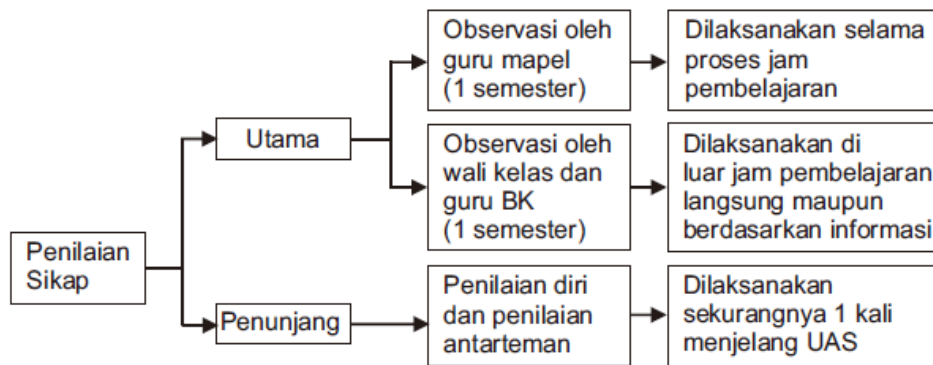 Penilaian
Sikap
Utama
Observasi oleh
guru mapel
(1 semester)
Dilaksanakan selama
proses jam
pembelajaran
Observasi oleh
wali kelas dan
guru BK
(1 semester)
Dilaksanakan di
luar jam pembelajaran
langsung maupun
berdasarkan informasi
Penunjang
Penilaian diri
dan penilaian
antarteman
Dilaksanakan
sekurangnya 1 kali
menjelang UAS